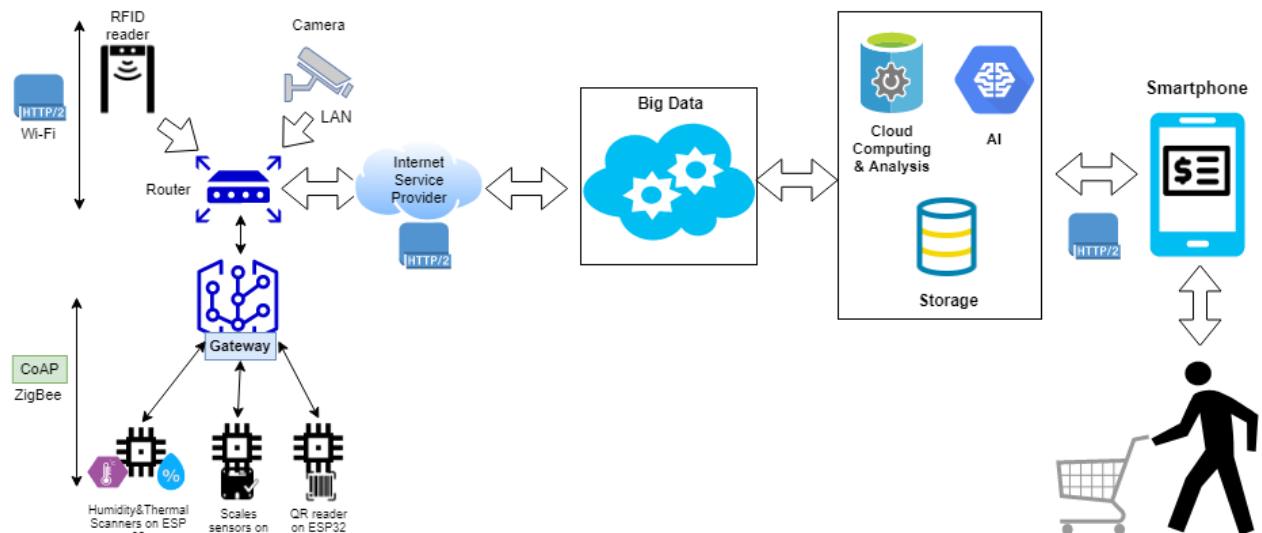 RFID
reader
Camera
HTTP/2
Wi-Fi
LAN
Router
Internet
Service
Provider
HTTP/2
Big Data
Cloud
Computing
& Analysis
AI
Storage
HTTP/2
Smartphone
$
Gateway
CoAP
ZigBee
°C
%
Humidity&Thermal
Scanners on ESP
Scales
sensors on
QR reader
on ESP32